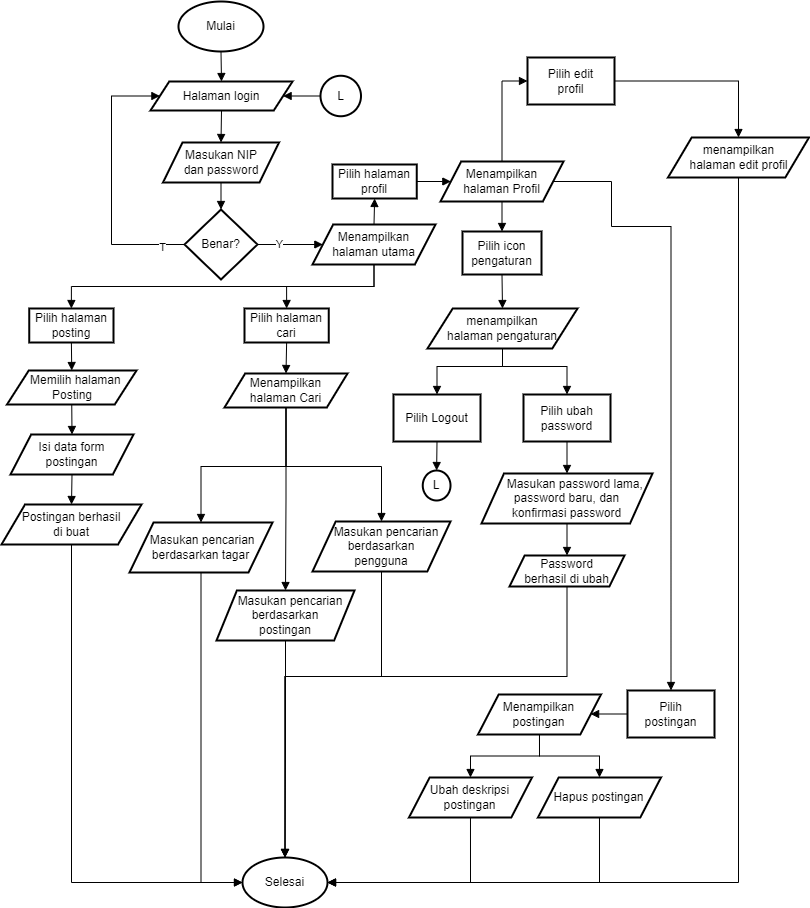 Mulai
Halaman login
L
Masukan NIP
dan password
Benar?
T
Y
Menampilkan
halaman utama
Pilih halaman
profil
Menampilkan
halaman Profil
Pilih edit
profil
menampilkan
halaman edit profil
Pilih icon
pengaturan
menampilkan
halaman pengaturan
Pilih Logout
L
Pilih ubah
password
Masukan password lama,
password baru, dan
konfirmasi password
Password
berhasil di ubah
Pilih halaman
posting
Memilih halaman
Posting
Isi data form
postingan
Postingan berhasil
di buat
Pilih halaman
cari
Menampilkan
halaman Cari
Masukan pencarian
berdasarkan tagar
Masukan pencarian
berdasarkan
postingan
Masukan pencarian
berdasarkan
pengguna
Pilih
postingan
Menampilkan
postingan
Ubah deskripsi
postingan
Hapus postingan
Selesai